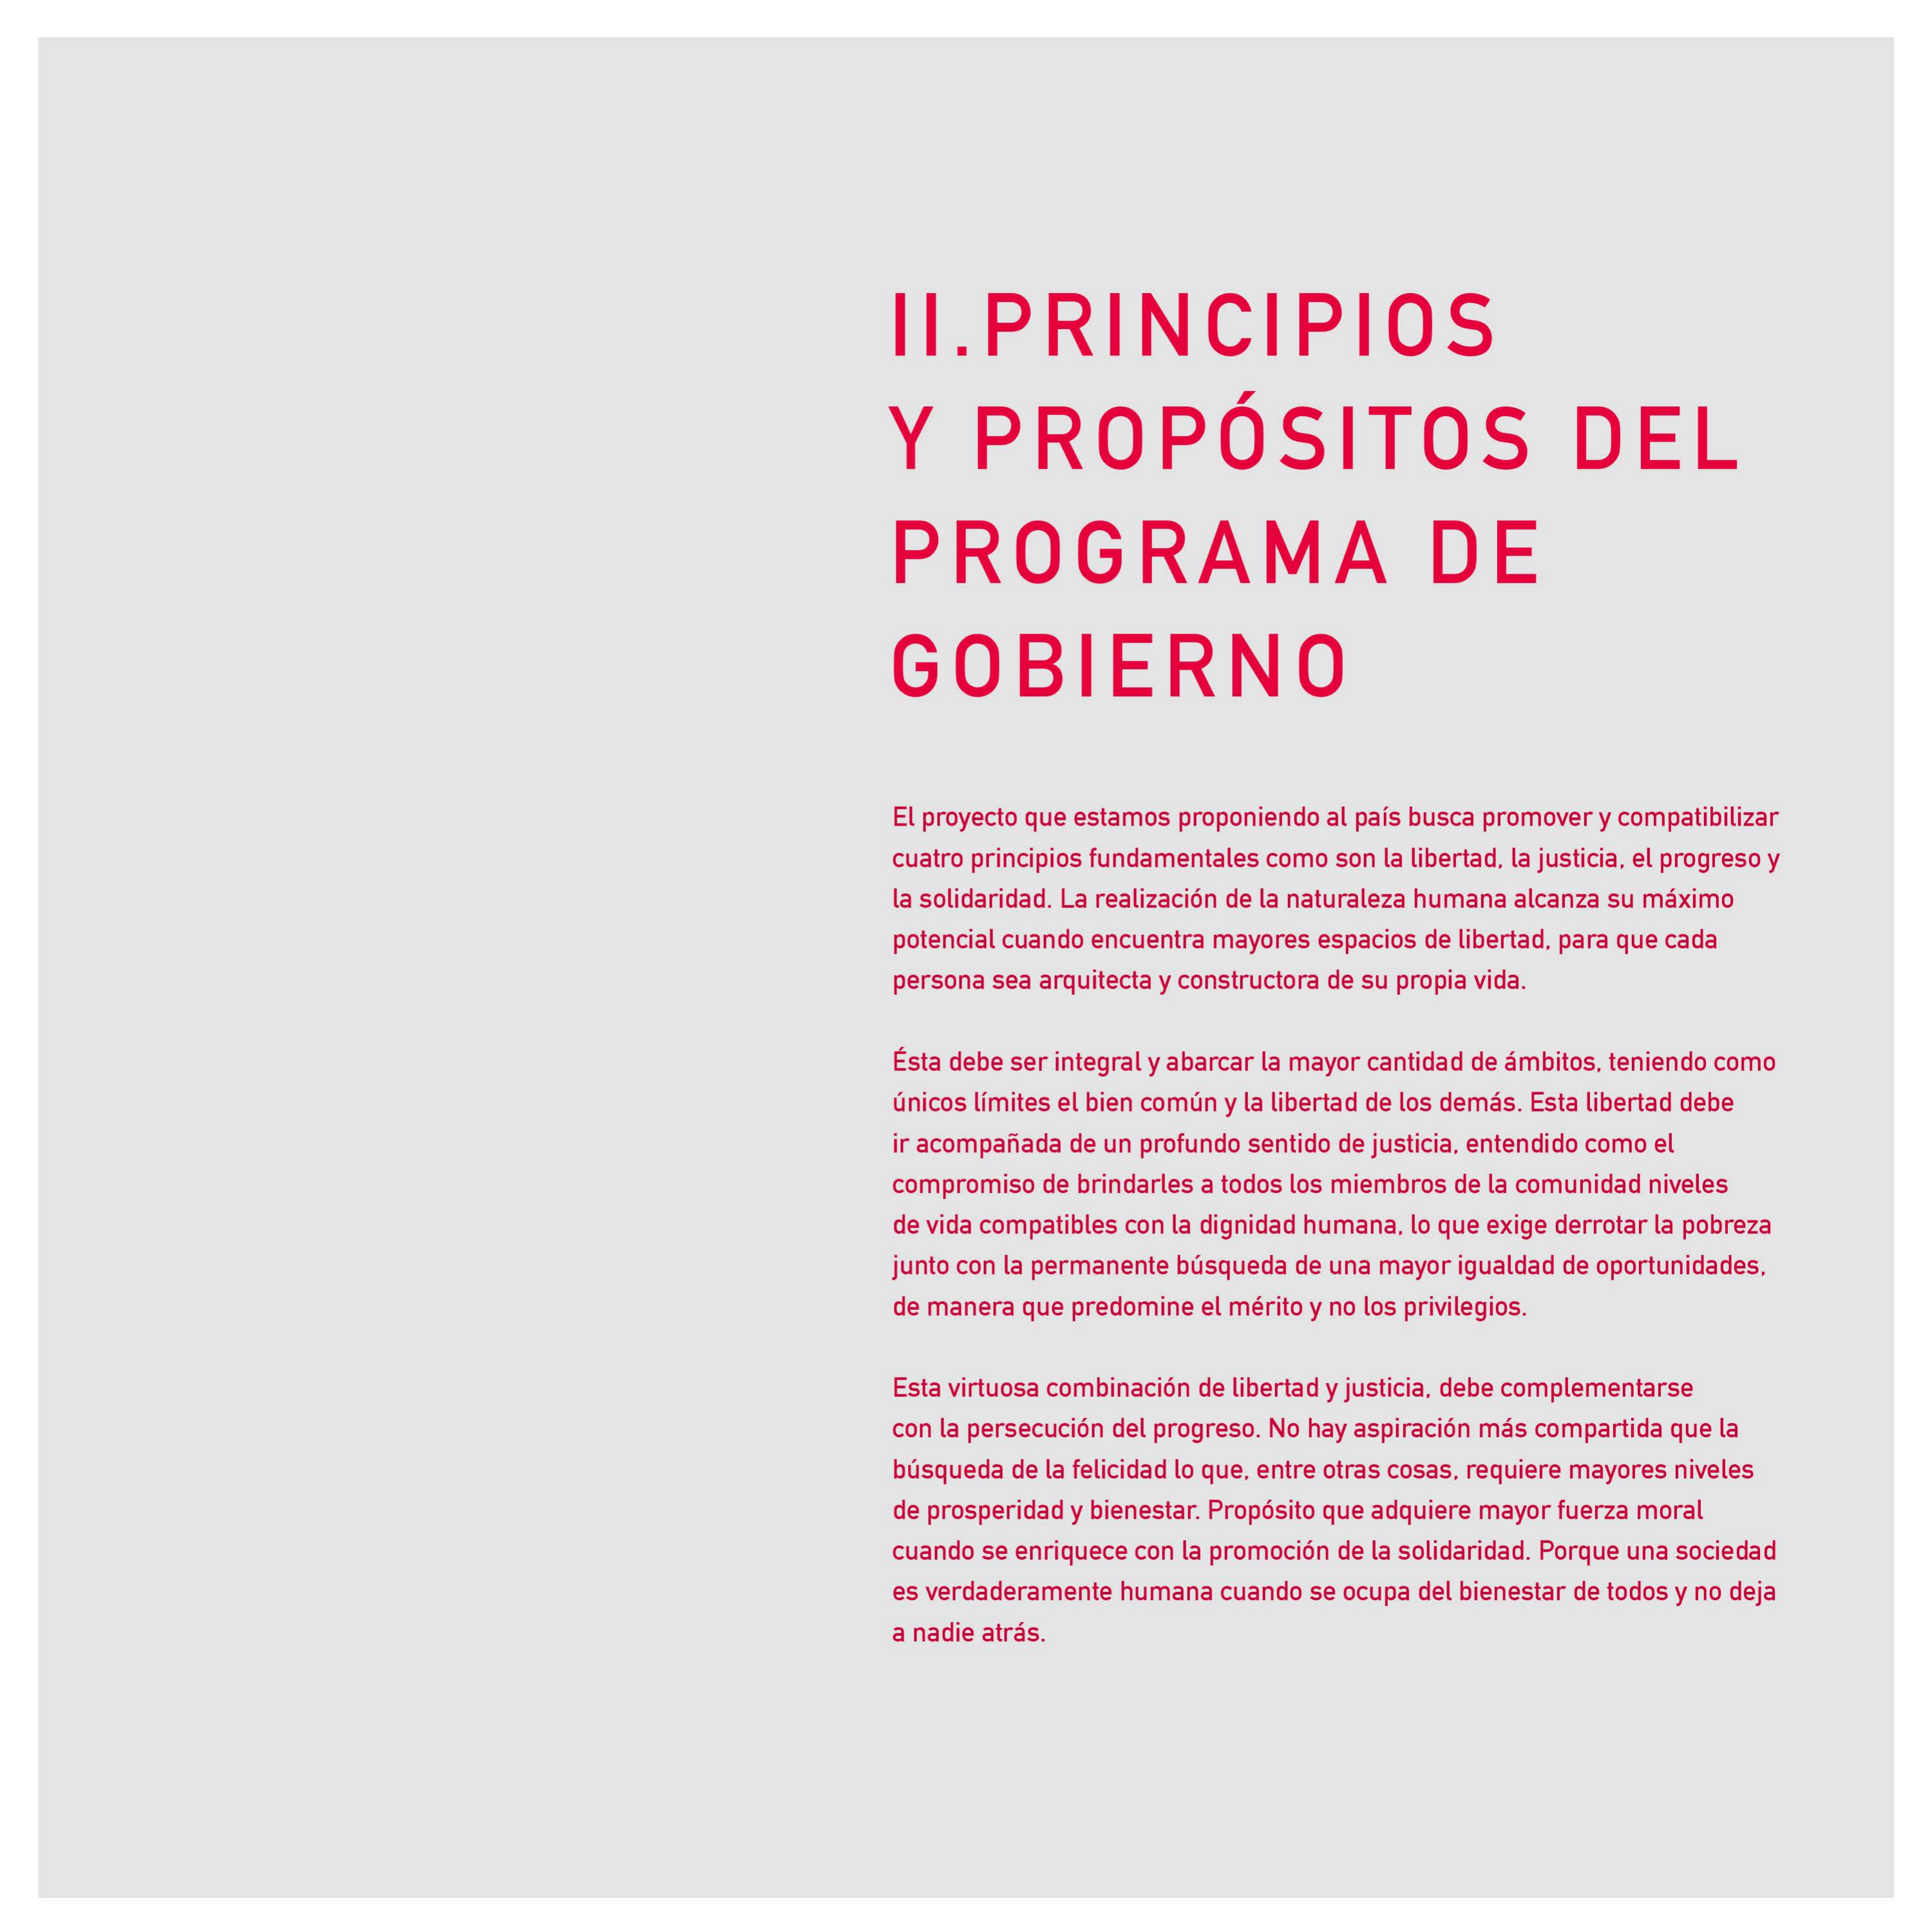 II.PRINCIPIOS
Y PROPÓSITOS DEL
PROGRAMA DE
GOBIERNO
El proyecto que estamos proponiendo al país busca promover y compatibilizar
cuatro principios fundamentales como son la libertad, la justicia, el progreso y
la solidaridad. La realización de la naturaleza humana alcanza su máximo
potencial cuando encuentra mayores espacios de libertad, para que cada
persona sea arquitecta y constructora de su propia vida.
Ésta debe ser integral y abarcar la mayor cantidad de ámbitos, teniendo como
únicos límites el bien común y la libertad de los demás. Esta libertad debe
ir acompañada de un profundo sentido de justicia, entendido como el
compromiso de brindarles a todos los miembros de la comunidad niveles
de vida compatibles con la dignidad humana, lo que exige derrotar la pobreza
junto con la permanente búsqueda de una mayor igualdad de oportunidades,
de manera que predomine el mérito y no los privilegios.
Esta virtuosa combinación de libertad y justicia, debe complementarse
con la persecución del progreso. No hay aspiración más compartida que la
búsqueda de la felicidad lo que, entre otras cosas, requiere mayores niveles
de prosperidad y bienestar. Propósito que adquiere mayor fuerza moral
cuando se enriquece con la promoción de la solidaridad. Porque una sociedad
es verdaderamente humana cuando se ocupa del bienestar de todos y no deja
a nadie atrás.